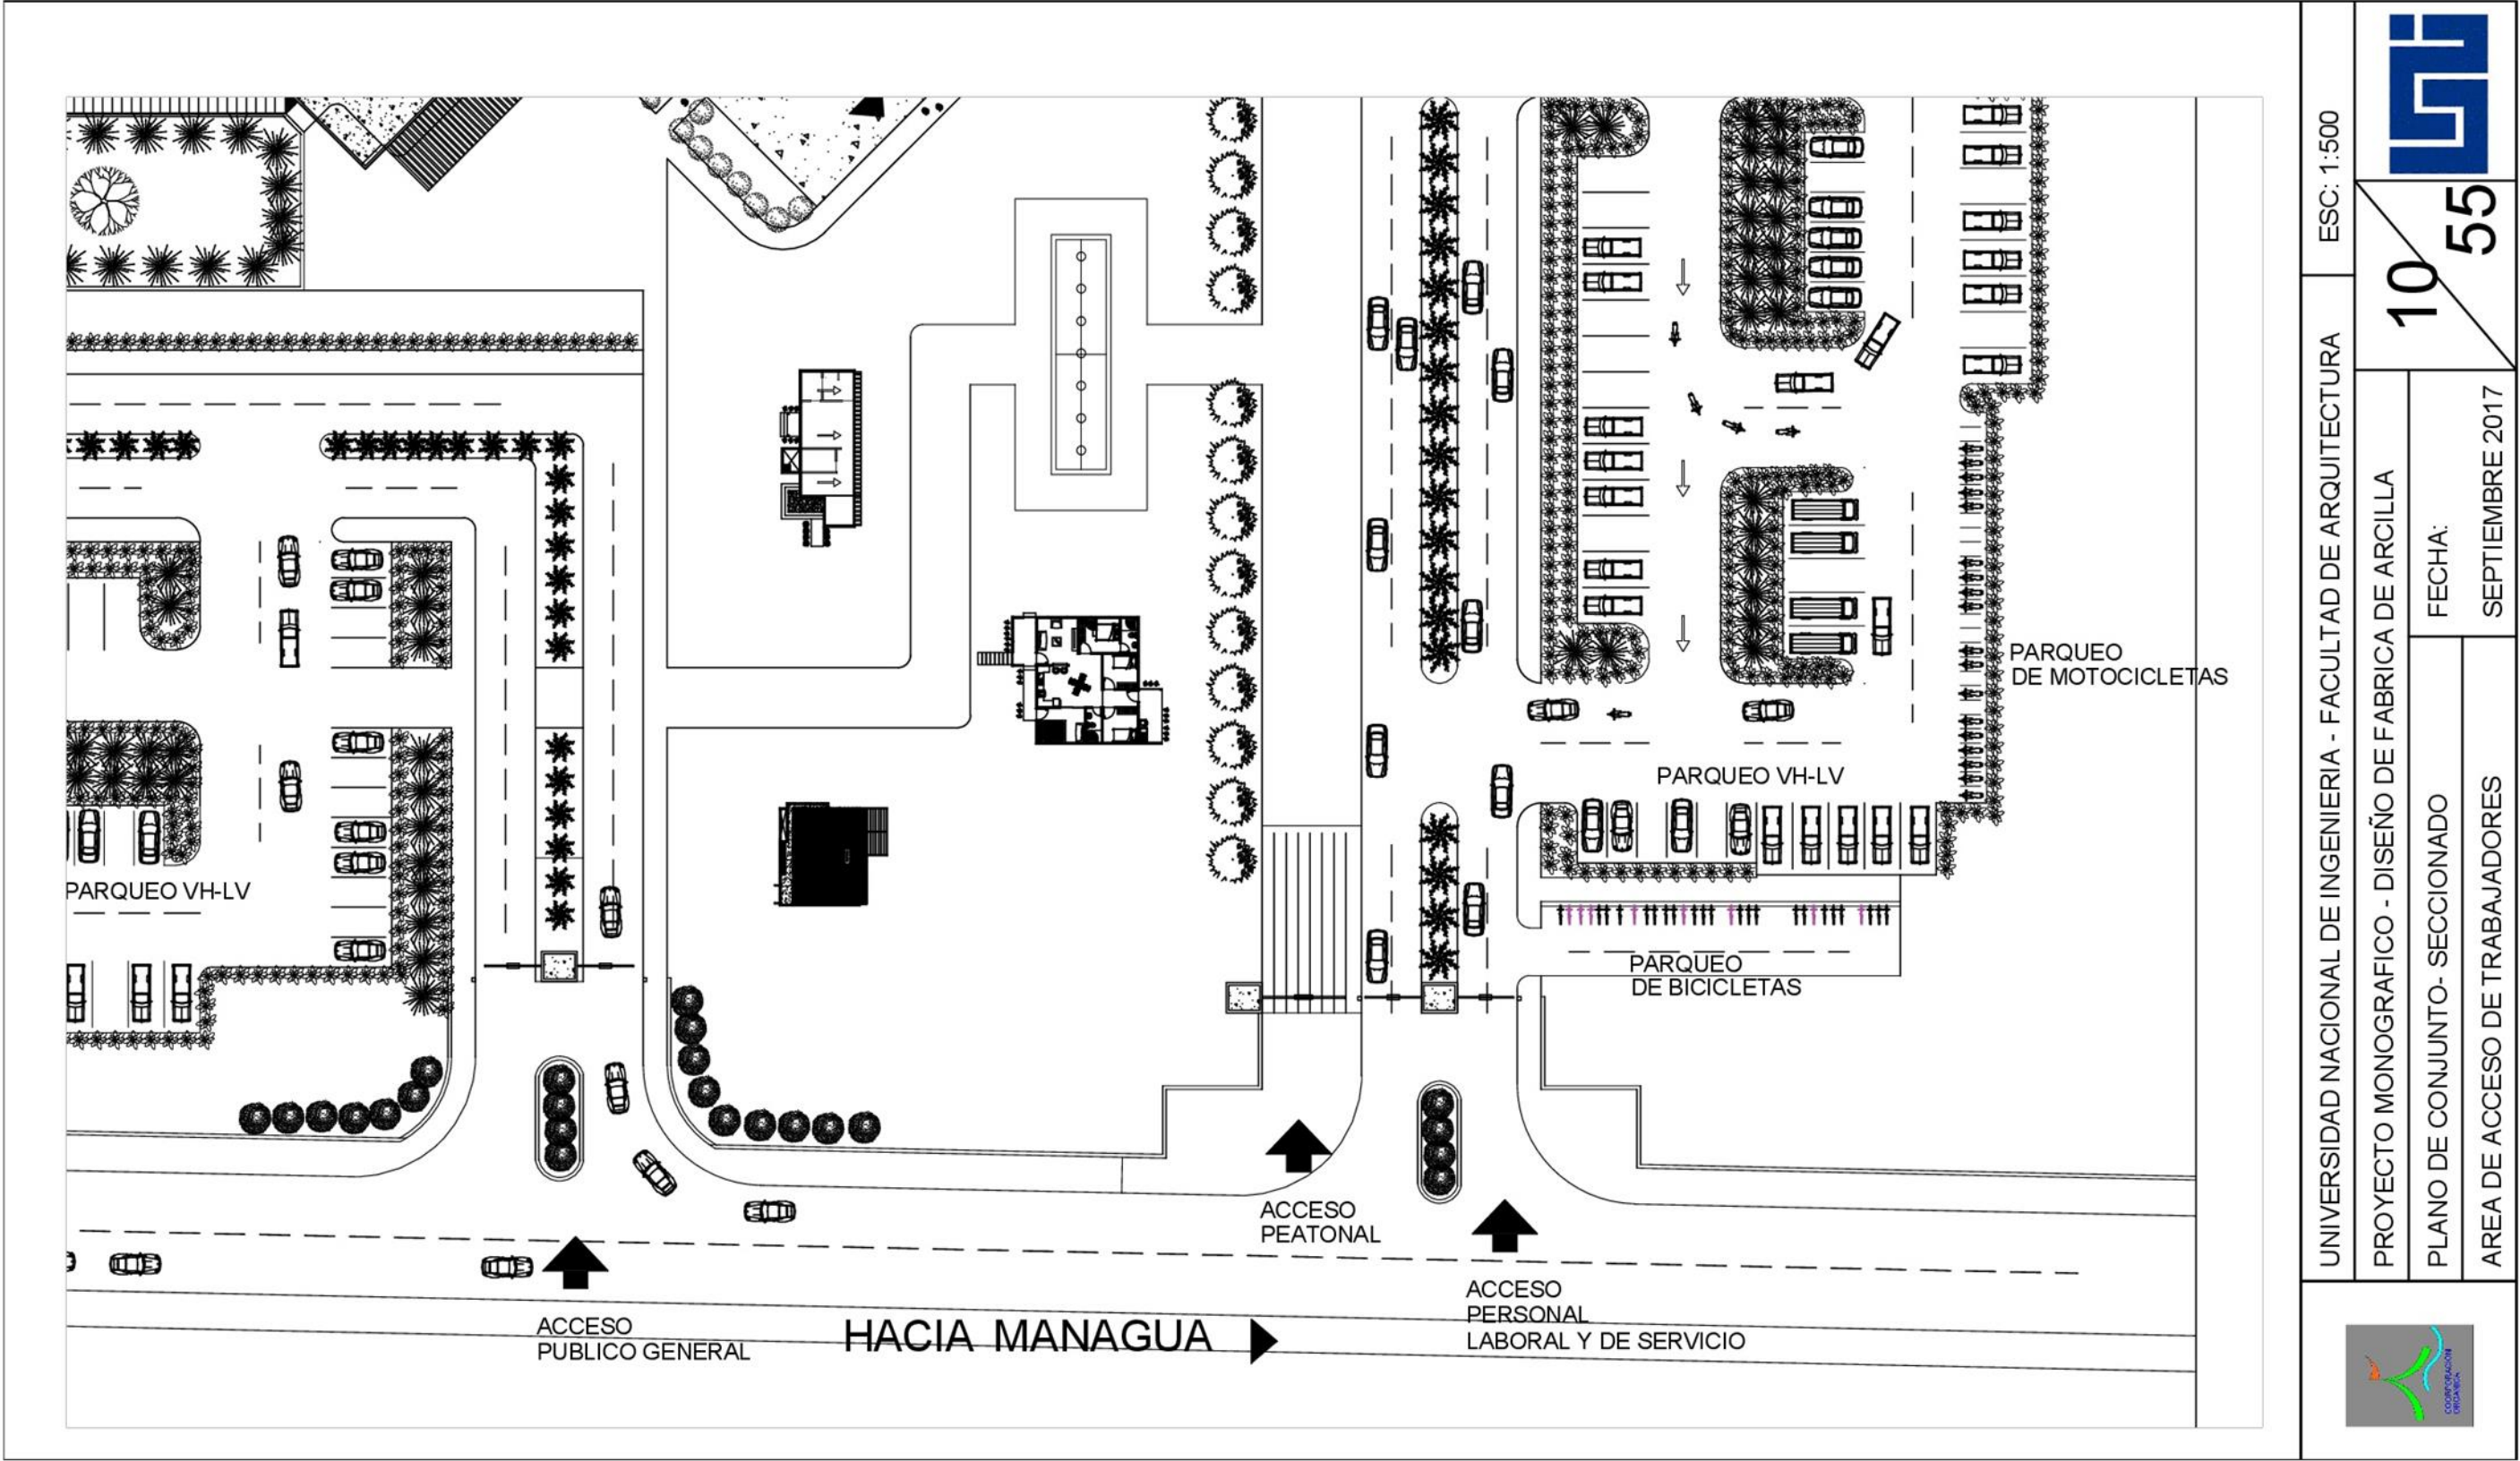 PARQUEO
DE MOTOCICLETAS
PARQUEO VH-LV
PARQUEO VH-LV
PARQUEO
DE BICICLETAS
ACCESO
PEATONAL
ACCESO
PERSONAL
LABORAL Y DE SERVICIO
ACCESO
PUBLICO GENERAL
HACIA MANAGUA
UNIVERSIDAD NACIONAL DE INGENIERIA - FACULTAD DE ARQUITECTURA
ESC: 1:500
PROYECTO MONOGRAFICO - DISEÑO DE FABRICA DE ARCILLA
PLANO DE CONJUNTO- SECCIONADO
AREA DE ACCESO DE TRABAJADORES
FECHA:
SEPTIEMBRE 2017
10
55
CORPORACION
ORGANICA